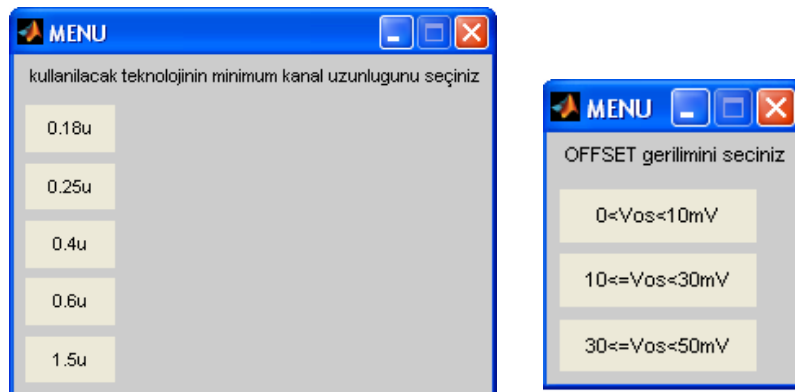 MENU
kullanilacak teknolojinin minimum kanal uzunlugunu seçiniz
0.18u
0.25u
0.4u
0.6u
1.5u
MENU
OFFSET gerilimini seciniz
0<Vos<10mV
10<=Vos<30mV
30<=Vos<50mV